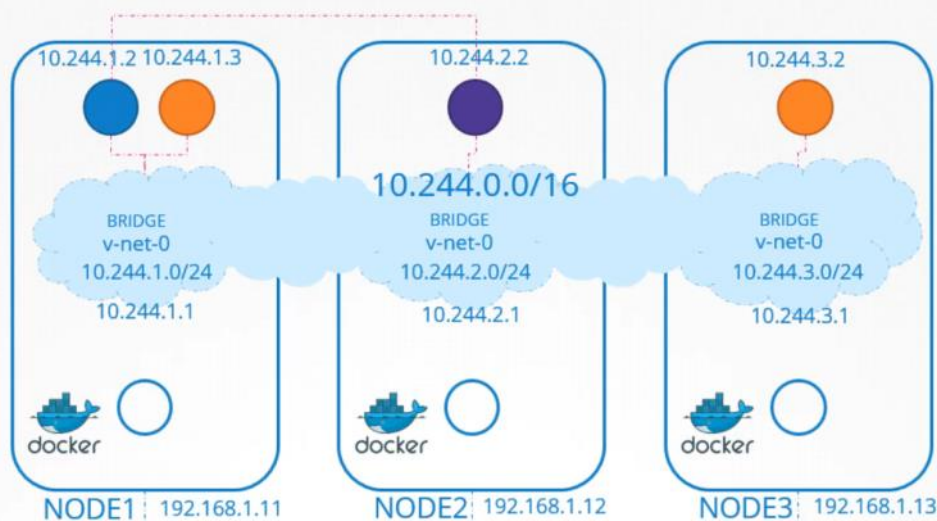 10.244.1.2 10.244.1.3
10.244.2.2
10.244.3.2
10.244.0.0/16
BRIDGE
v-net-0
10.244.1.0/24
10.244.1.1
BRIDGE
v-net-0
10.244.2.0/24
10.244.2.1
BRIDGE
v-net-0
10.244.3.0/24
10.244.3.1
docker
docker
docker
NODE1 192.168.1.11
NODE2 192.168.1.12
NODE3 192.168.1.13